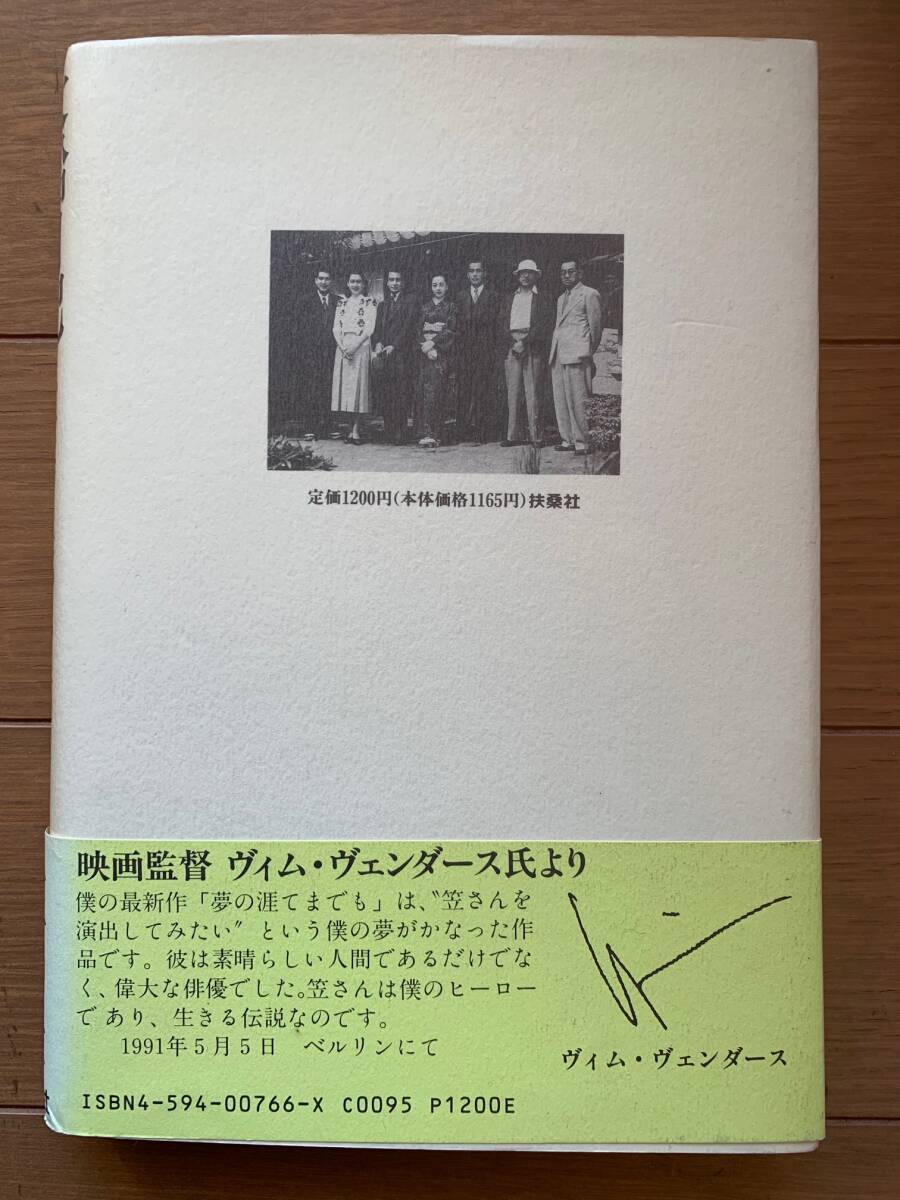 定価1200円(本体価格1165円)扶桑社
映画監督 ヴィム・ヴェンダース氏より
僕の最新作「夢の涯てまでも」は、〝笠さんを
演出してみたい〟という僕の夢がかなった作
品です。彼は素晴らしい人間であるだけでな
く、偉大な俳優でした。笠さんは僕のヒーロー
であり、生きる伝説なのです。
1991年5月5日 ベルリンにて
ヴィム・ヴェンダース
ISBN4-594-00766-X C0095 P1200E